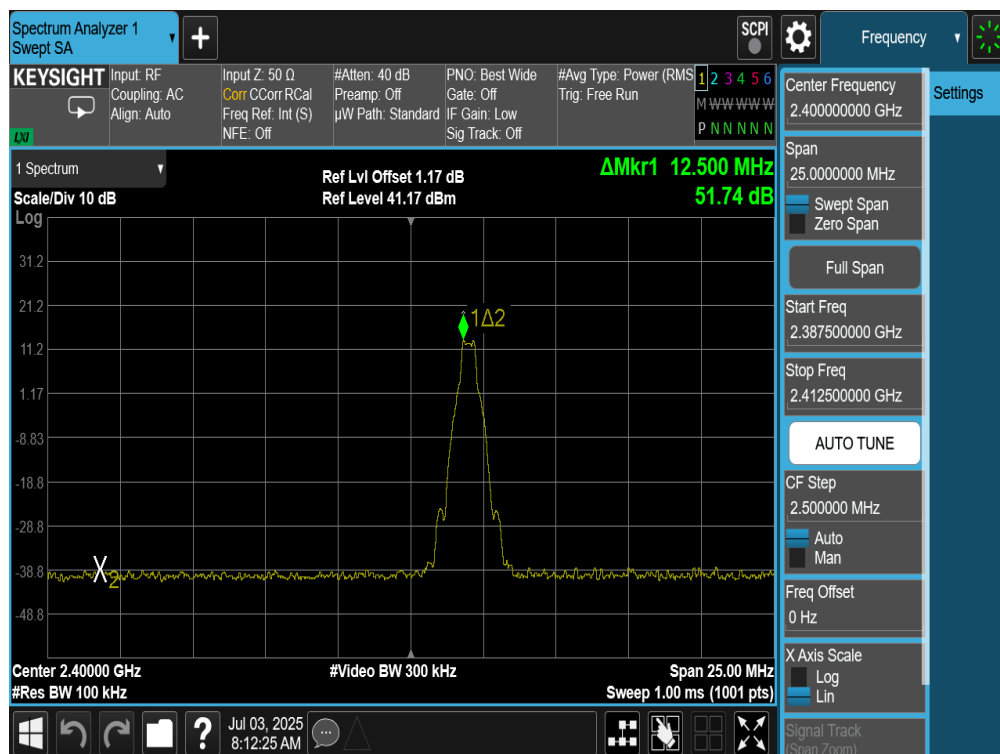 Spectrum Analyzer 1
Swept SA
+
SCPI
Frequency
KEYSIGHT
LXI
Input: RF
Coupling: AC
Align: Auto
Input Z: 50 Ω
Corr CCorr RCal
Freq Ref: Int (S)
NFE: Off
#Atten: 40 dB
Preamp: Off
µW Path: Standard
PNO: Best Wide
Gate: Off
IF Gain: Low
Sig Track: Off
#Avg Type: Power (RMS
Trig: Free Run
1 2 3 4 5 6
M W W W W W
P N N N N N
1 Spectrum
Scale/Div 10 dB
Log
Ref Lvl Offset 1.17 dB
Ref Level 41.17 dBm
ΔMkr1 12.500 MHz
51.74 dB
31.2
21.2
11.2
1.17
-8.83
-18.8
-28.8
-38.8
-48.8
1Δ2
X2
Center 2.40000 GHz
#Res BW 100 kHz
#Video BW 300 kHz
Span 25.00 MHz
Sweep 1.00 ms (1001 pts)
Center Frequency
2.400000000 GHz
Span
25.0000000 MHz
Swept Span
Zero Span
Full Span
Start Freq
2.387500000 GHz
Stop Freq
2.412500000 GHz
AUTO TUNE
CF Step
2.500000 MHz
Auto
Man
Freq Offset
0 Hz
X Axis Scale
Log
Lin
Signal Track
(Span Zoom)
Settings
?
Jul 03, 2025
8:12:25 AM